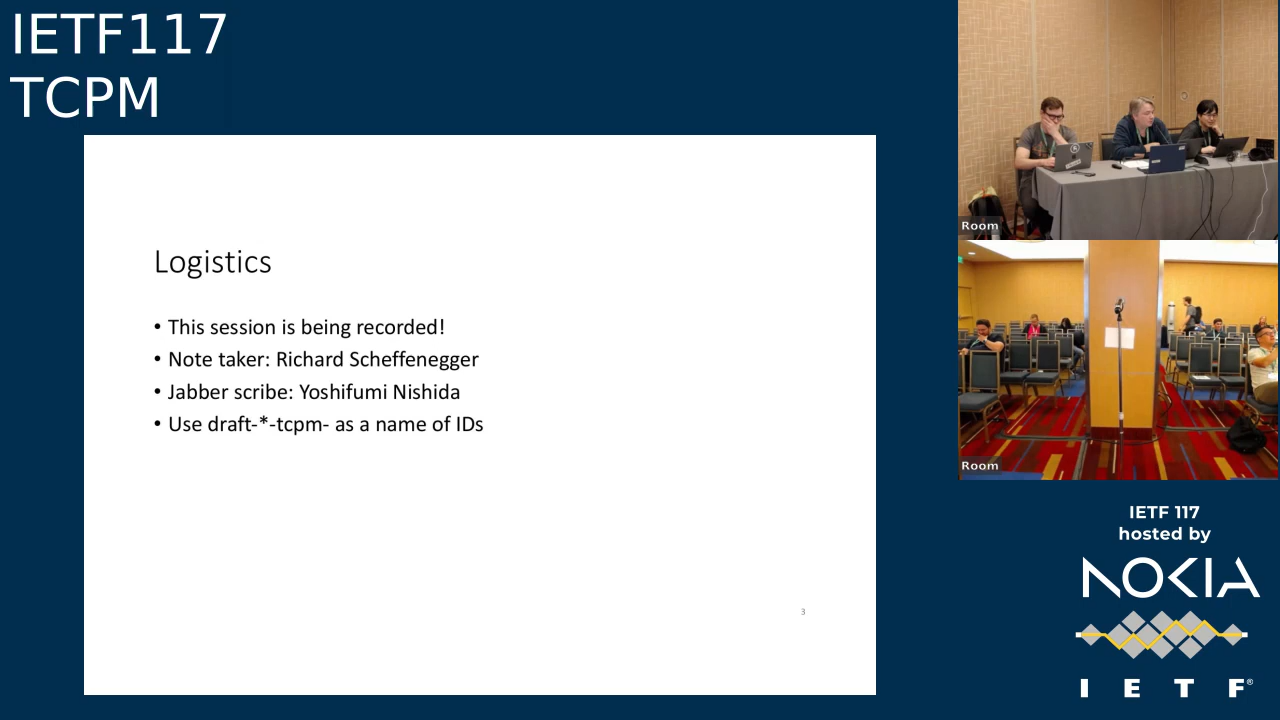 IETF117
TCPM
Logistics
• This session is being recorded!
• Note taker: Richard Scheffenegger
• Jabber scribe: Yoshifumi Nishida
• Use draft-*-tcpm- as a name of IDs
3
Room
Room
IETF 117
hosted by
NOKIA
I E T F®